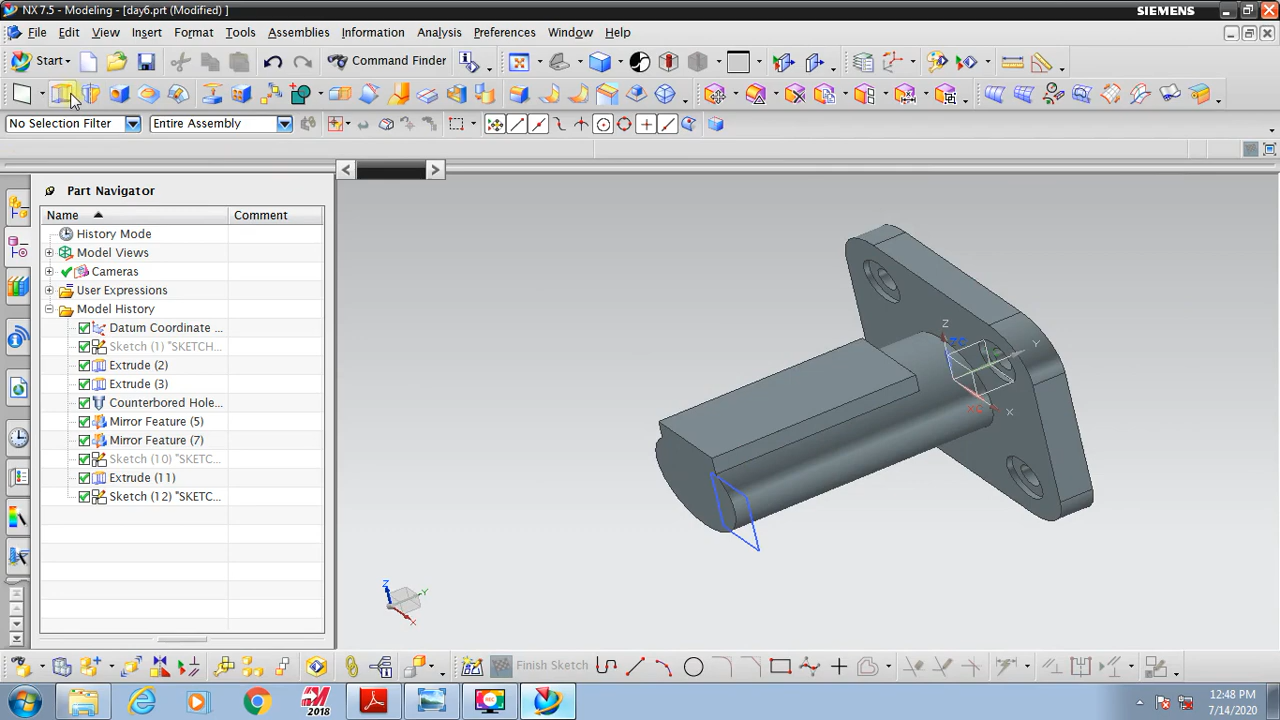 NX 7.5 - Modeling - [day6.prt (Modified) ]
SIEMENS
File Edit View Insert Format Tools Assemblies Information Analysis Preferences Window Help
Start
Command Finder
No Selection Filter
Entire Assembly
Part Navigator
Name
Comment
History Mode
Model Views
Cameras
User Expressions
Model History
Datum Coordinate ...
Sketch (1) "SKETCH...
Extrude (2)
Extrude (3)
Counterbored Hole...
Mirror Feature (5)
Mirror Feature (7)
Sketch (10) "SKETC...
Extrude (11)
Sketch (12) "SKETC...
Z
Y
X
Z
Y
X
Finish Sketch
2018
12:48 PM
7/14/2020